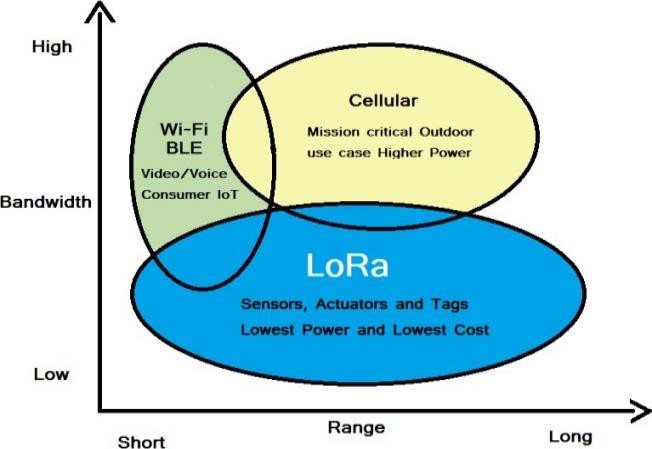 High
Cellular
Wi-Fi
BLE
Mission critical Outdoor
use case Higher Power
Video/Voice
Consumer IoT
Bandwidth
LoRa
Sensors, Actuators and Tags
Lowest Power and Lowest Cost
Low
Range
Short
Long